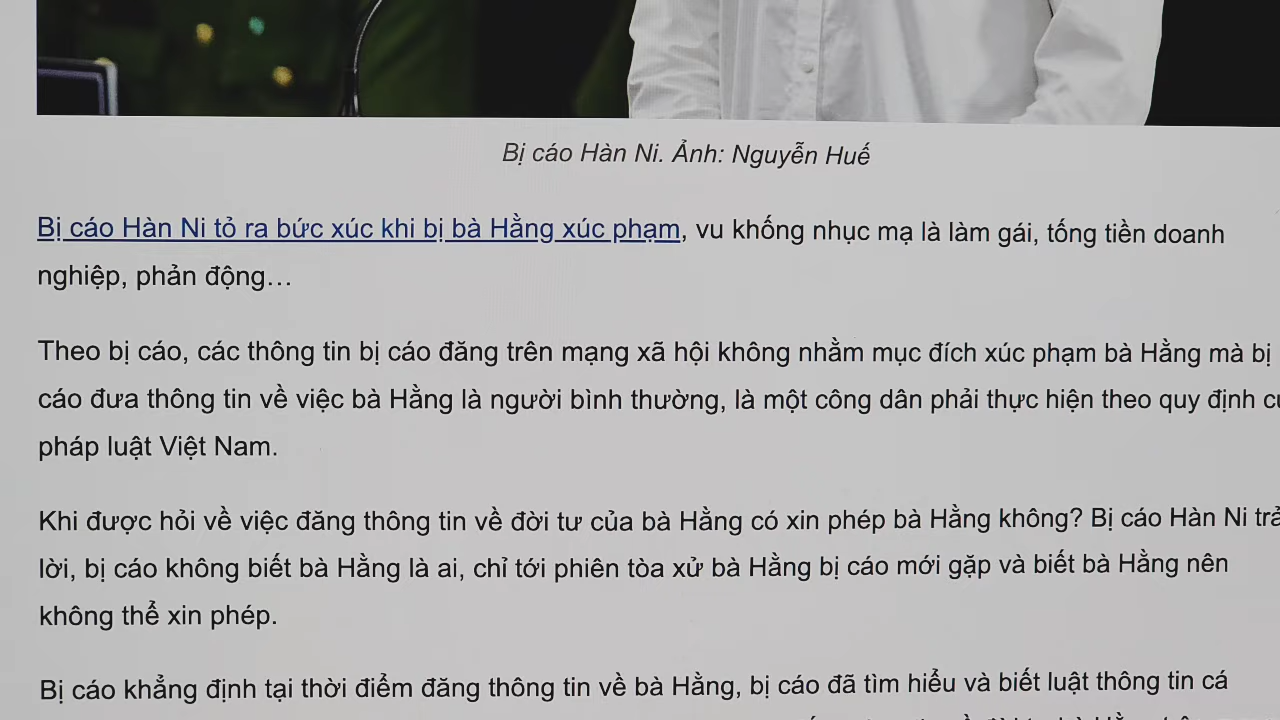 Bị cáo Hàn Ni. Ảnh: Nguyễn Huế
Bị cáo Hàn Ni tỏ ra bức xúc khi bị bà Hằng xúc phạm, vu khống nhục mạ là làm gái, tống tiền doanh
nghiệp, phản động...
Theo bị cáo, các thông tin bị cáo đăng trên mạng xã hội không nhằm mục đích xúc phạm bà Hằng mà bị
cáo đưa thông tin về việc bà Hằng là người bình thường, là một công dân phải thực hiện theo quy định
pháp luật Việt Nam.
Khi được hỏi về việc đăng thông tin về đời tư của bà Hằng có xin phép bà Hằng không? Bị cáo Hàn Ni trả
lời, bị cáo không biết bà Hằng là ai, chỉ tới phiên tòa xử bà Hằng bị cáo mới gặp và biết bà Hằng nên
không thể xin phép.
Bị cáo khẳng định tại thời điểm đăng thông tin về bà Hằng, bị cáo đã tìm hiểu và biết luật thông tin cá